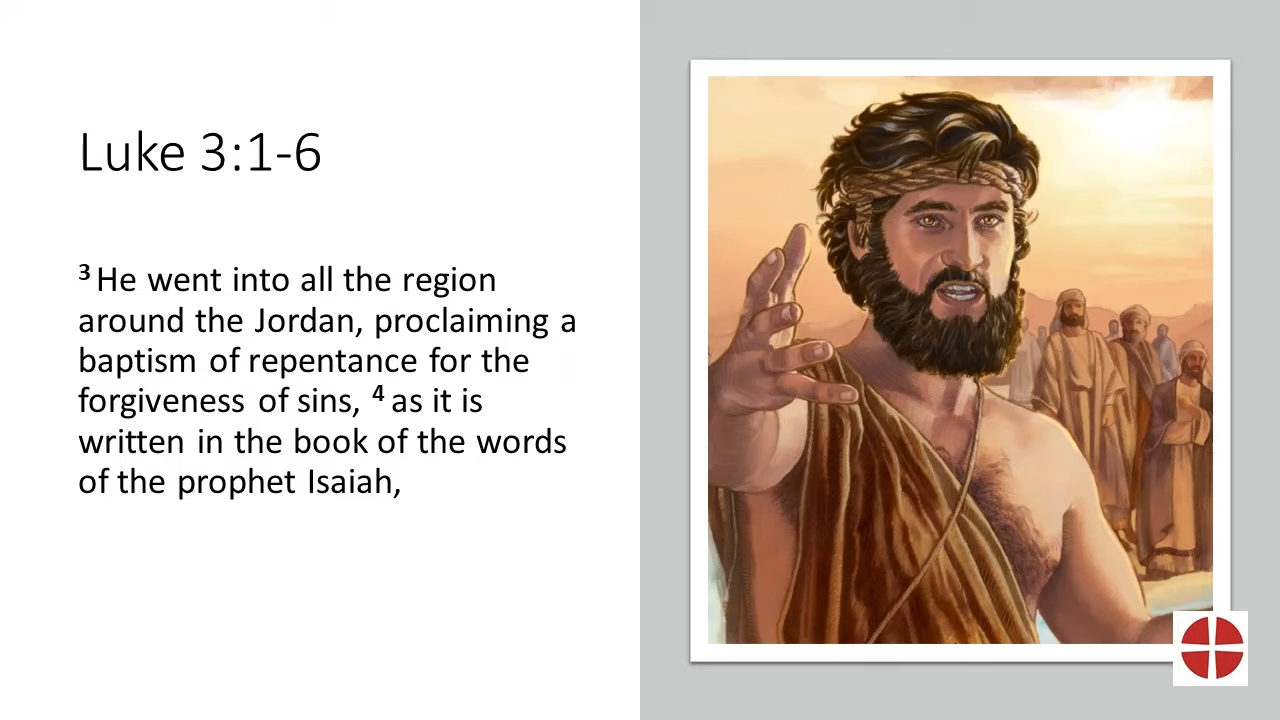 Luke 3:1-6
³ He went into all the region
around the Jordan, proclaiming a
baptism of repentance for the
forgiveness of sins, ⁴ as it is
written in the book of the words
of the prophet Isaiah,